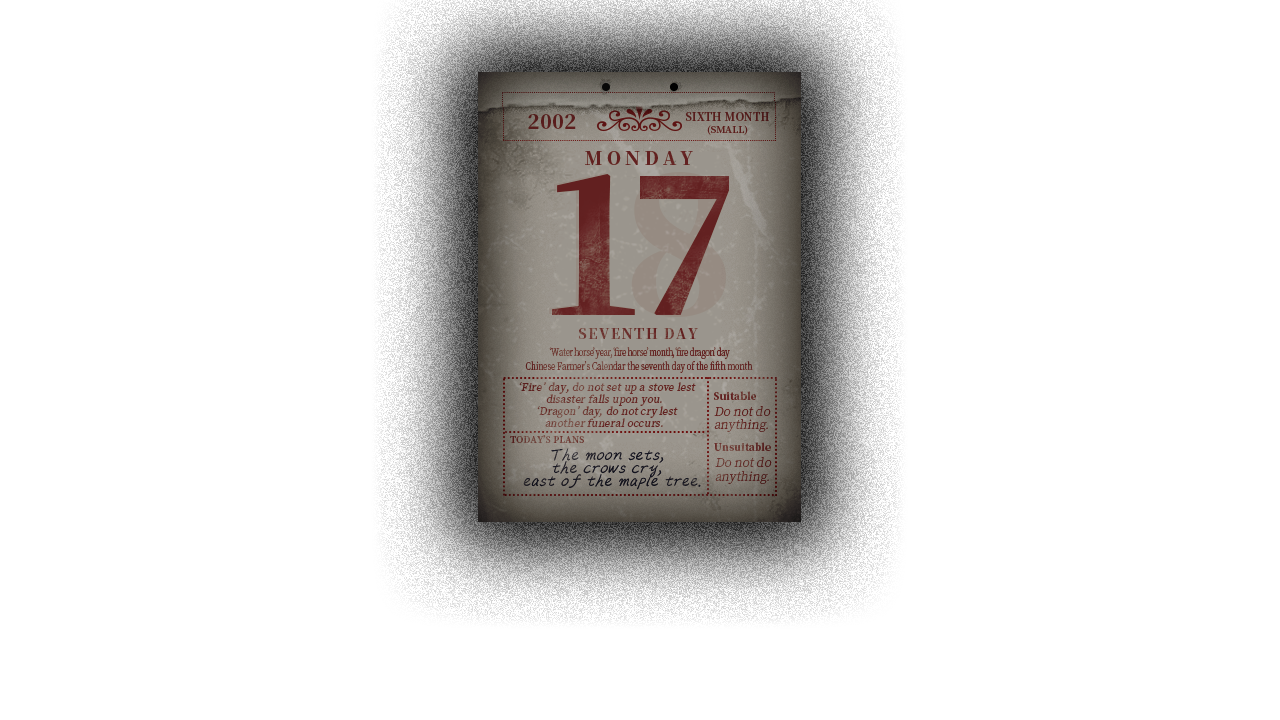 2002
SIXTH MONTH
(SMALL)
MONDAY
17
8
SEVENTH DAY
'Water horse' year, 'fire horse' month, 'fire dragon' day
Chinese Farmer's Calendar the seventh day of the fifth month
'Fire' day, do not set up a stove lest
disaster falls upon you.
'Dragon' day, do not cry lest
another funeral occurs.
TODAY'S PLANS
The moon sets,
the crows cry,
east of the maple tree.
Suitable
Do not do
anything.
Unsuitable
Do not do
anything.